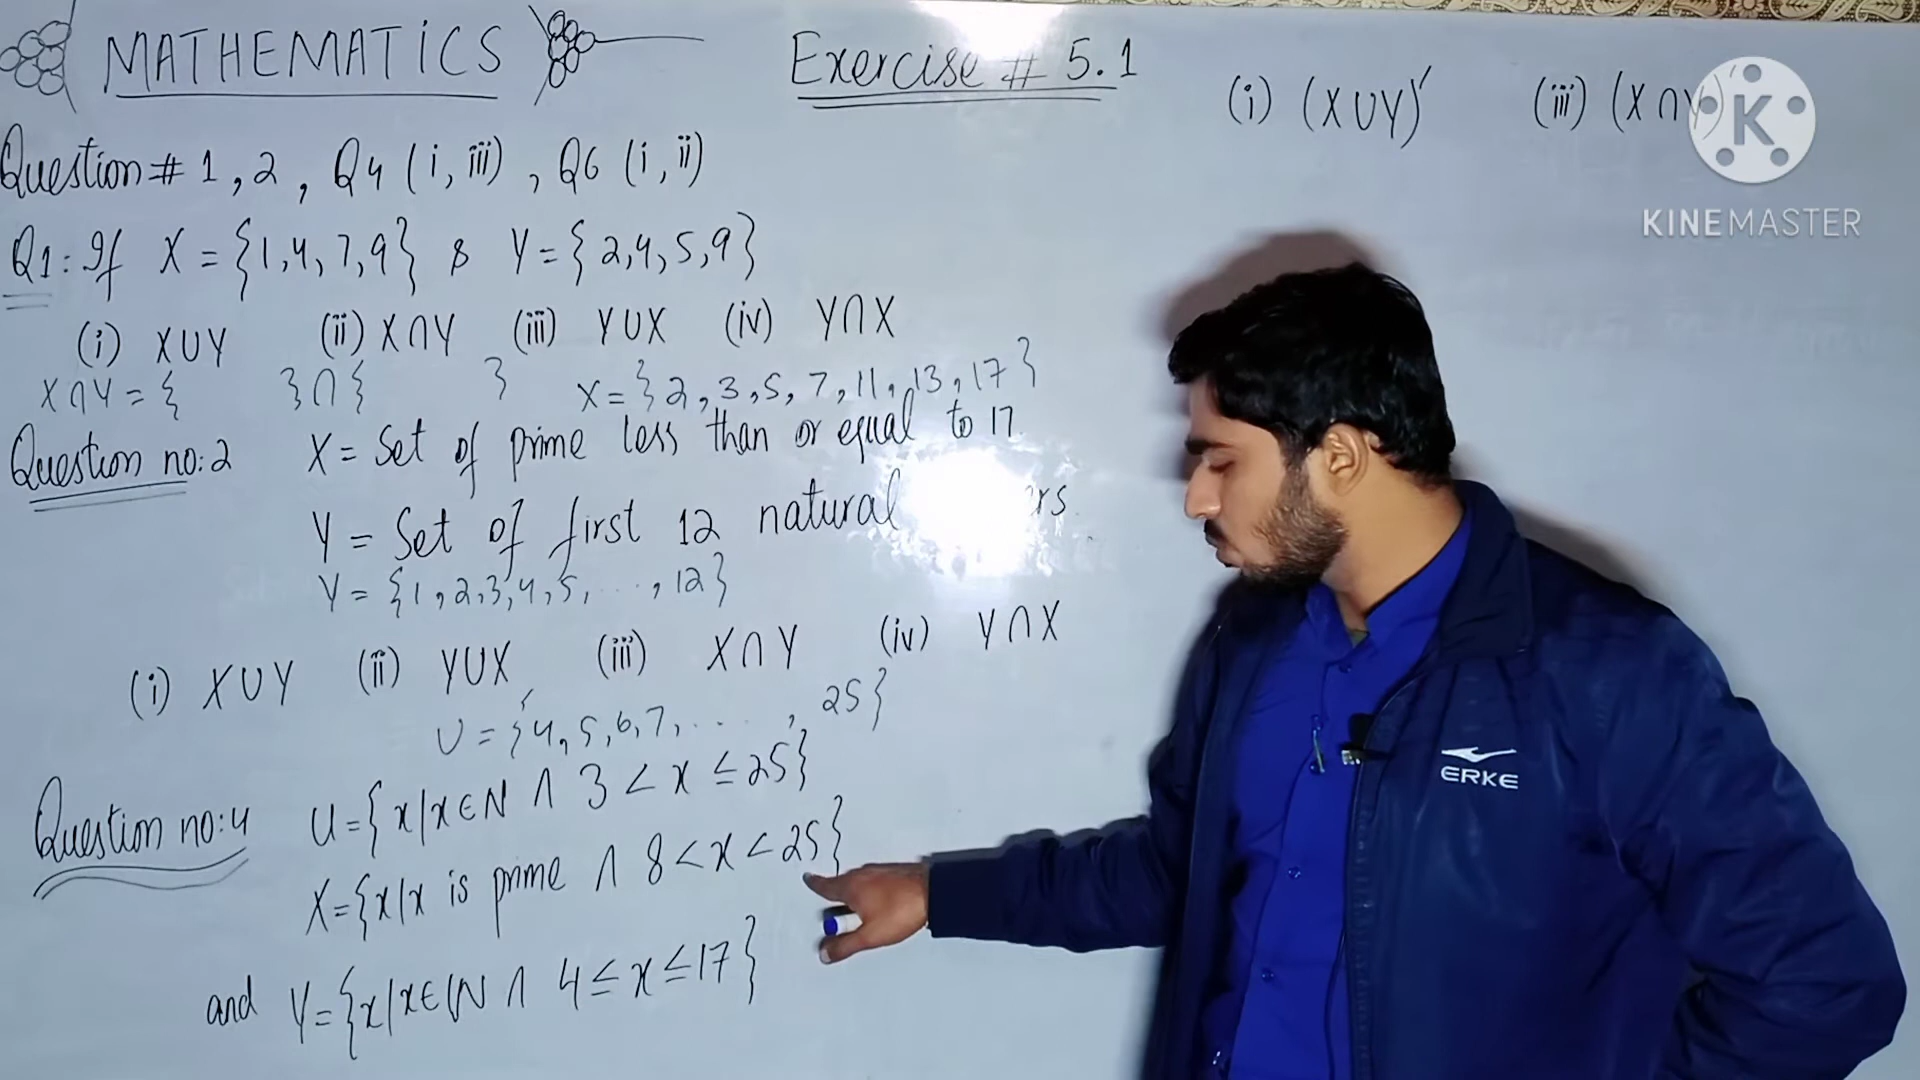 MATHEMATICS
Exercise # 5.1
(i) (X∪Y)′ (iii) (X∩Y)′
Question # 1,2, Q4 (i, iii), Q6 (i, ii)
Q1: If X = {1,4,7,9} & Y = {2,4,5,9}
(i) X∪Y (ii) X∩Y (iii) Y∪X (iv) Y∩X
X∩Y = { }∩{ } X = {2,3,5,7,11,13,17}
Question no:2 X = Set of prime less than or equal to 17.
Y = Set of first 12 natural
Y = {1,2,3,4,5,...,12}
(i) X∪Y (ii) Y∪X (iii) X∩Y (iv) Y∩X
U = {4,5,6,7,....,25}
Question no:4 U = {x/x∈N ∧ 3 < x ≤ 25}
X = {x/x is prime ∧ 8 < x < 25}
and Y = {x/x∈N ∧ 4 ≤ x ≤ 17}
K
KINEMASTER
ERKE